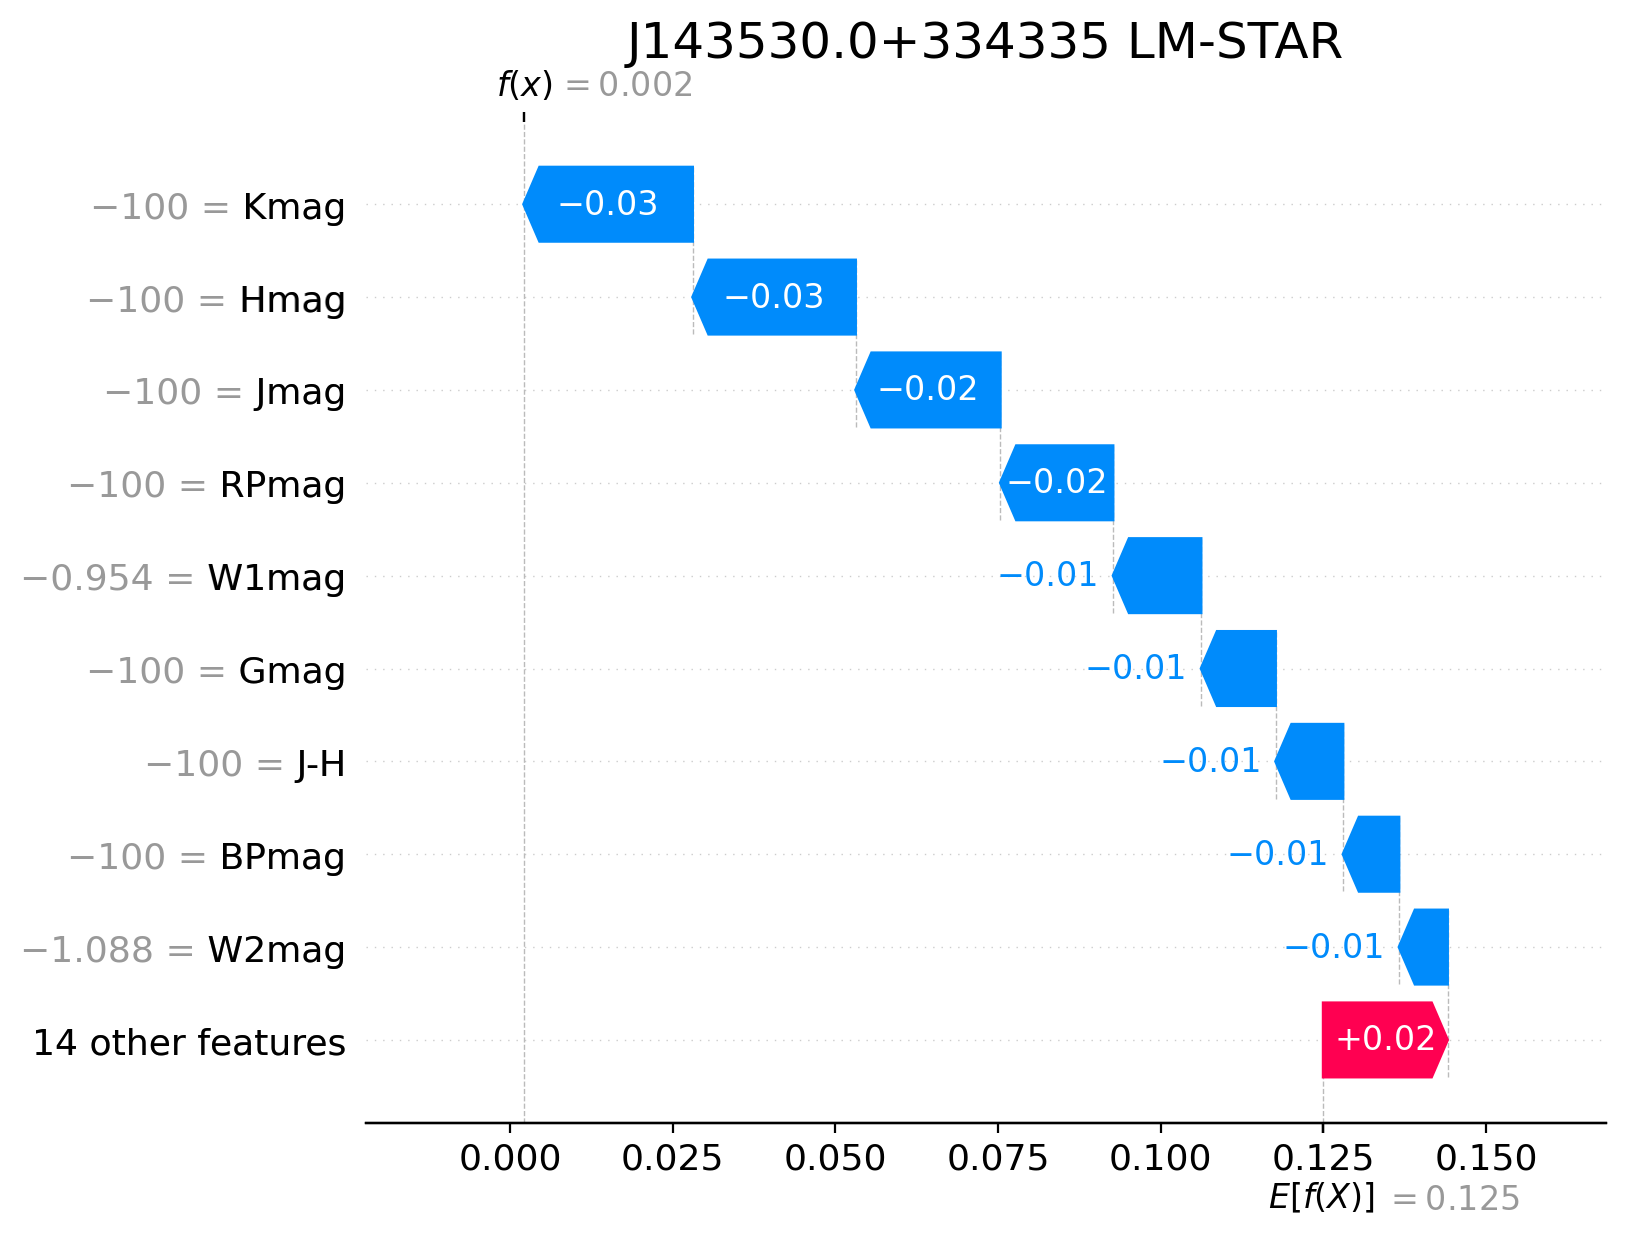 J143530.0+334335 LM-STAR
f(x) = 0.002
−100 = Kmag −0.03
−100 = Hmag −0.03
−100 = Jmag −0.02
−100 = RPmag −0.02
−0.954 = W1mag −0.01
−100 = Gmag −0.01
−100 = J-H −0.01
−100 = BPmag −0.01
−1.088 = W2mag −0.01
14 other features +0.02
0.000 0.025 0.050 0.075 0.100 0.125 0.150
E[f(X)] = 0.125